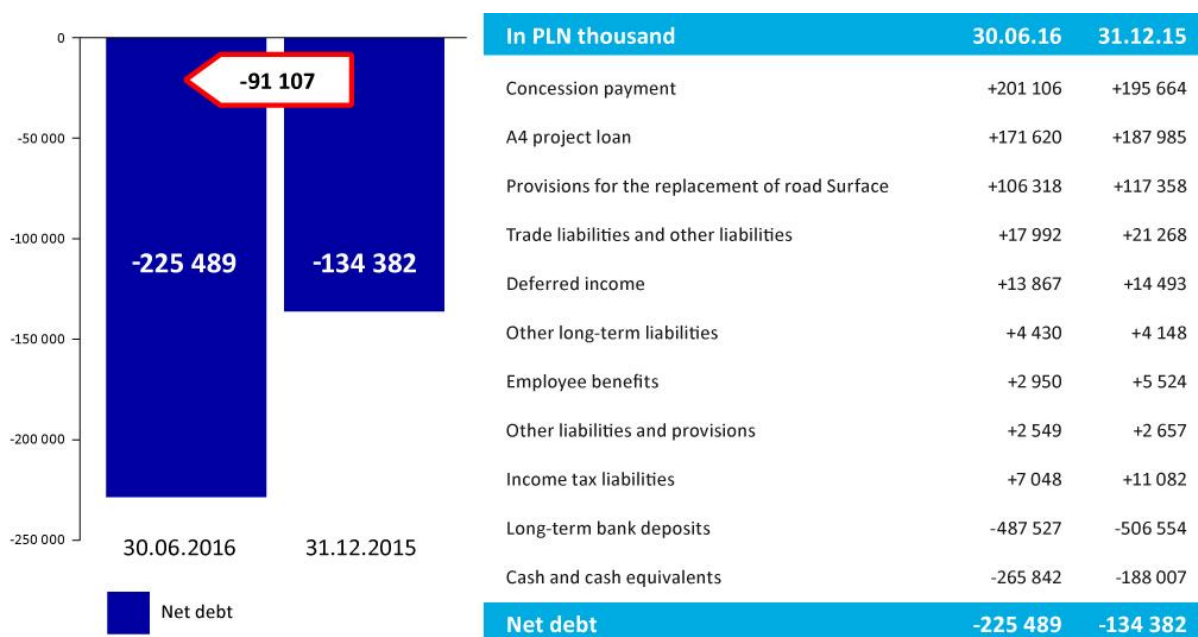 0
-50 000
-100 000
-150 000
-200 000
-250 000
-91 107
-225 489
-134 382
30.06.2016
31.12.2015
Net debt
In PLN thousand 30.06.16 31.12.15
Concession payment +201 106 +195 664
A4 project loan +171 620 +187 985
Provisions for the replacement of road Surface +106 318 +117 358
Trade liabilities and other liabilities +17 992 +21 268
Deferred income +13 867 +14 493
Other long-term liabilities +4 430 +4 148
Employee benefits +2 950 +5 524
Other liabilities and provisions +2 549 +2 657
Income tax liabilities +7 048 +11 082
Long-term bank deposits -487 527 -506 554
Cash and cash equivalents -265 842 -188 007
Net debt -225 489 -134 382